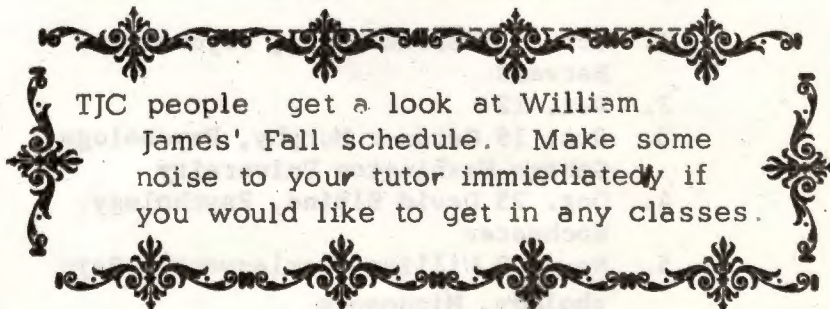 TJC people get a look at William
James' Fall schedule. Make some
noise to your tutor immiediatedy if
you would like to get in any classes.